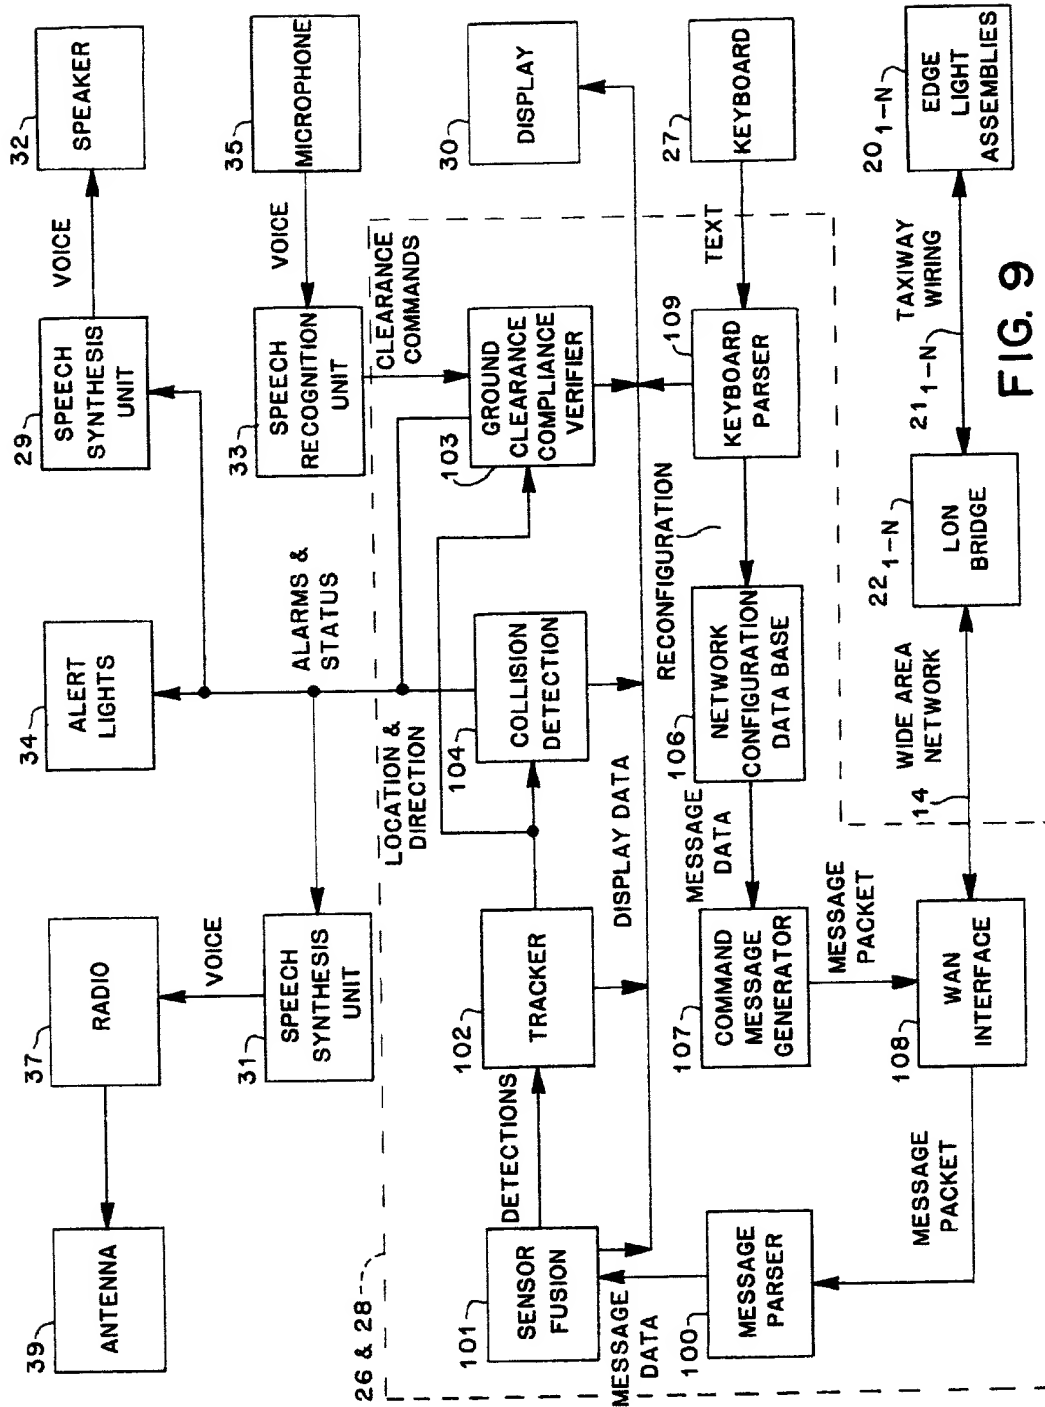 39
ANTENNA
37
RADIO
34
ALERT
LIGHTS
29
SPEECH
SYNTHESIS
UNIT
VOICE
32
SPEAKER
VOICE
31
SPEECH
SYNTHESIS
UNIT
ALARMS &
STATUS
33
SPEECH
RECOGNITION
UNIT
VOICE
35
MICROPHONE
26 & 28
LOCATION &
DIRECTION
CLEARANCE
COMMANDS
101
SENSOR
FUSION
DETECTIONS
102
TRACKER
104
COLLISION
DETECTION
103
GROUND
CLEARANCE
COMPLIANCE
VERIFIER
30
DISPLAY
MESSAGE
DATA
DISPLAY DATA
RECONFIGURATION
100
MESSAGE
PARSER
107
COMMAND
MESSAGE
GENERATOR
MESSAGE
DATA
106
NETWORK
CONFIGURATION
DATA BASE
109
KEYBOARD
PARSER
TEXT
27
KEYBOARD
MESSAGE
PACKET
MESSAGE
PACKET
108
WAN
INTERFACE
14
WIDE AREA
NETWORK
22 1-N
LON
BRIDGE
21 1-N
TAXIWAY
WIRING
20 1-N
EDGE
LIGHT
ASSEMBLIES
FIG. 9